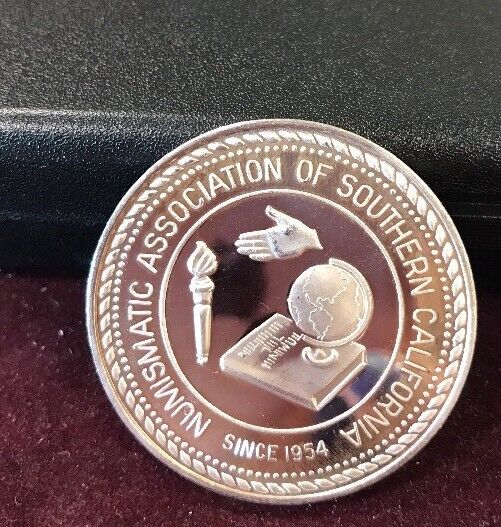 NUMISMATIC ASSOCIATION OF SOUTHERN CALIFORNIA
SINCE 1954